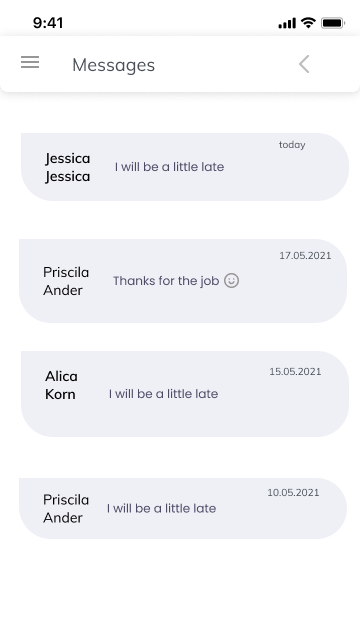 9:41
Messages
today
Jessica
Jessica
I will be a little late
17.05.2021
Priscila
Ander
Thanks for the job
15.05.2021
Alica
Korn
I will be a little late
10.05.2021
Priscila
Ander
I will be a little late